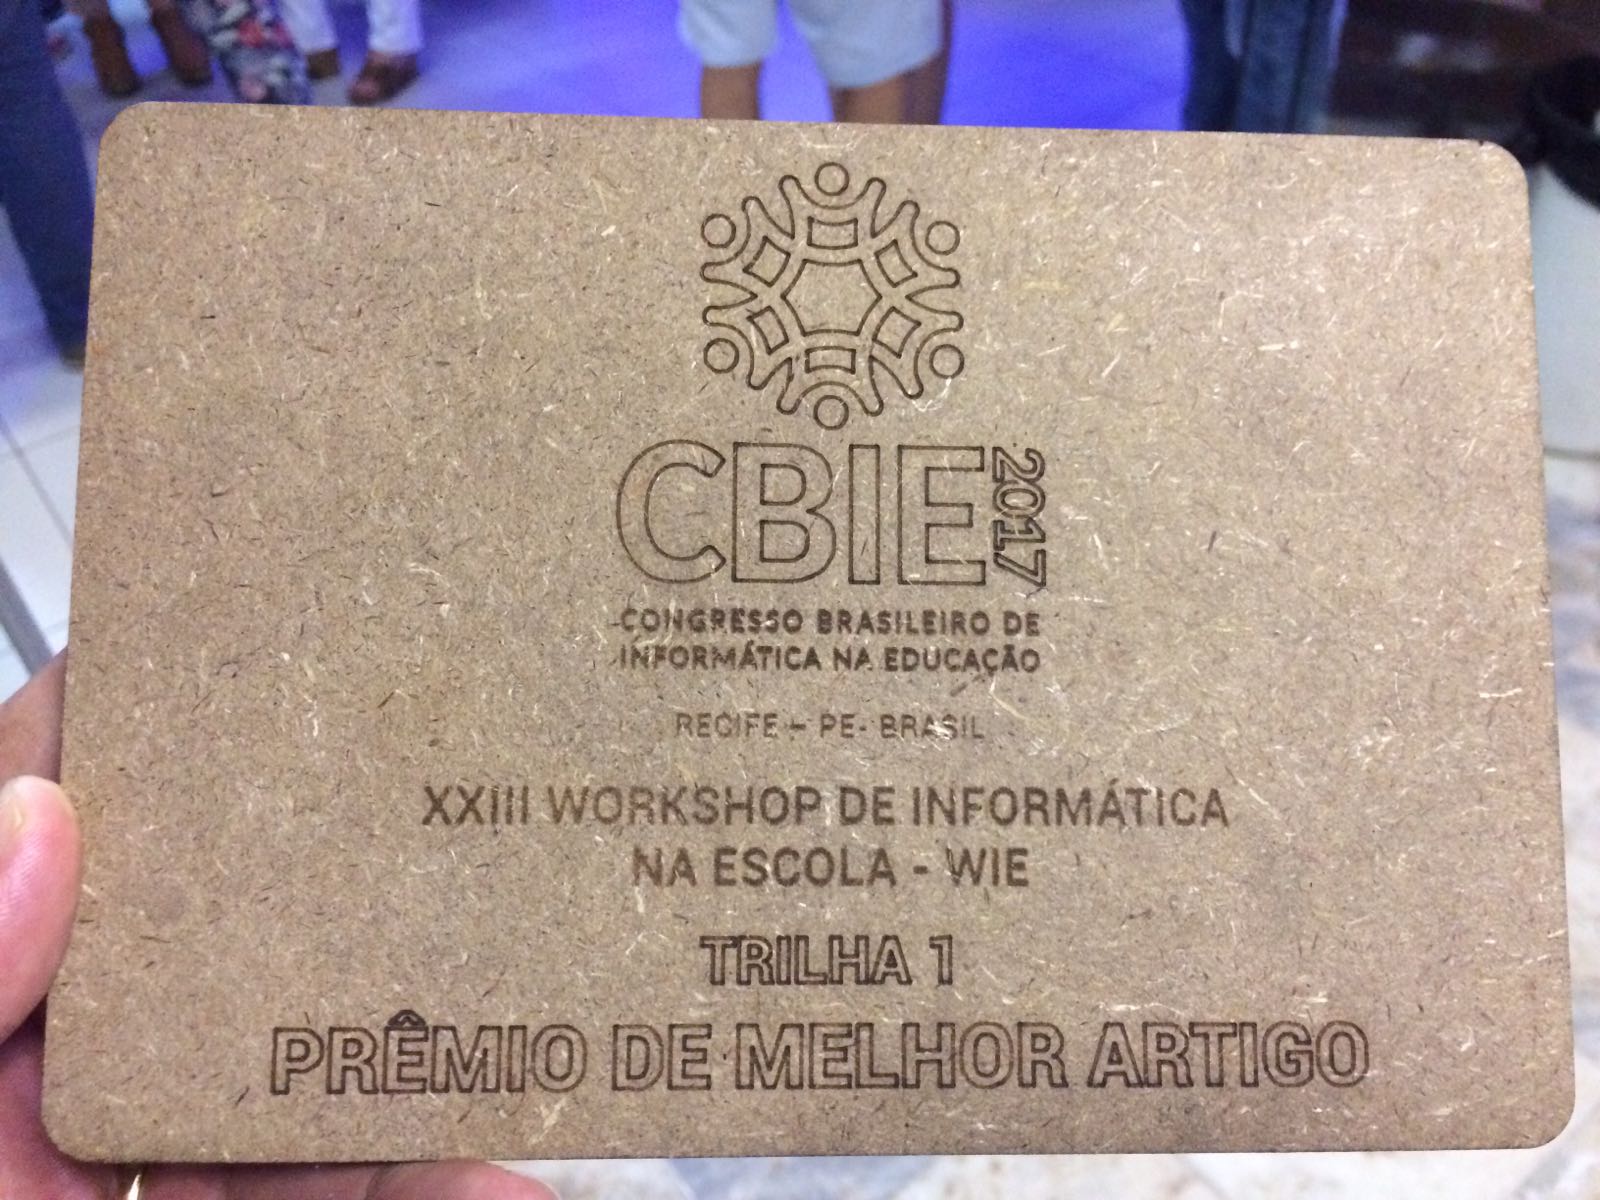 CBIE 2017
CONGRESSO BRASILEIRO DE
INFORMÁTICA NA EDUCAÇÃO
RECIFE - PE- BRASIL
XXIII WORKSHOP DE INFORMÁTICA
NA ESCOLA - WIE
TRILHA 1
PRÊMIO DE MELHOR ARTIGO